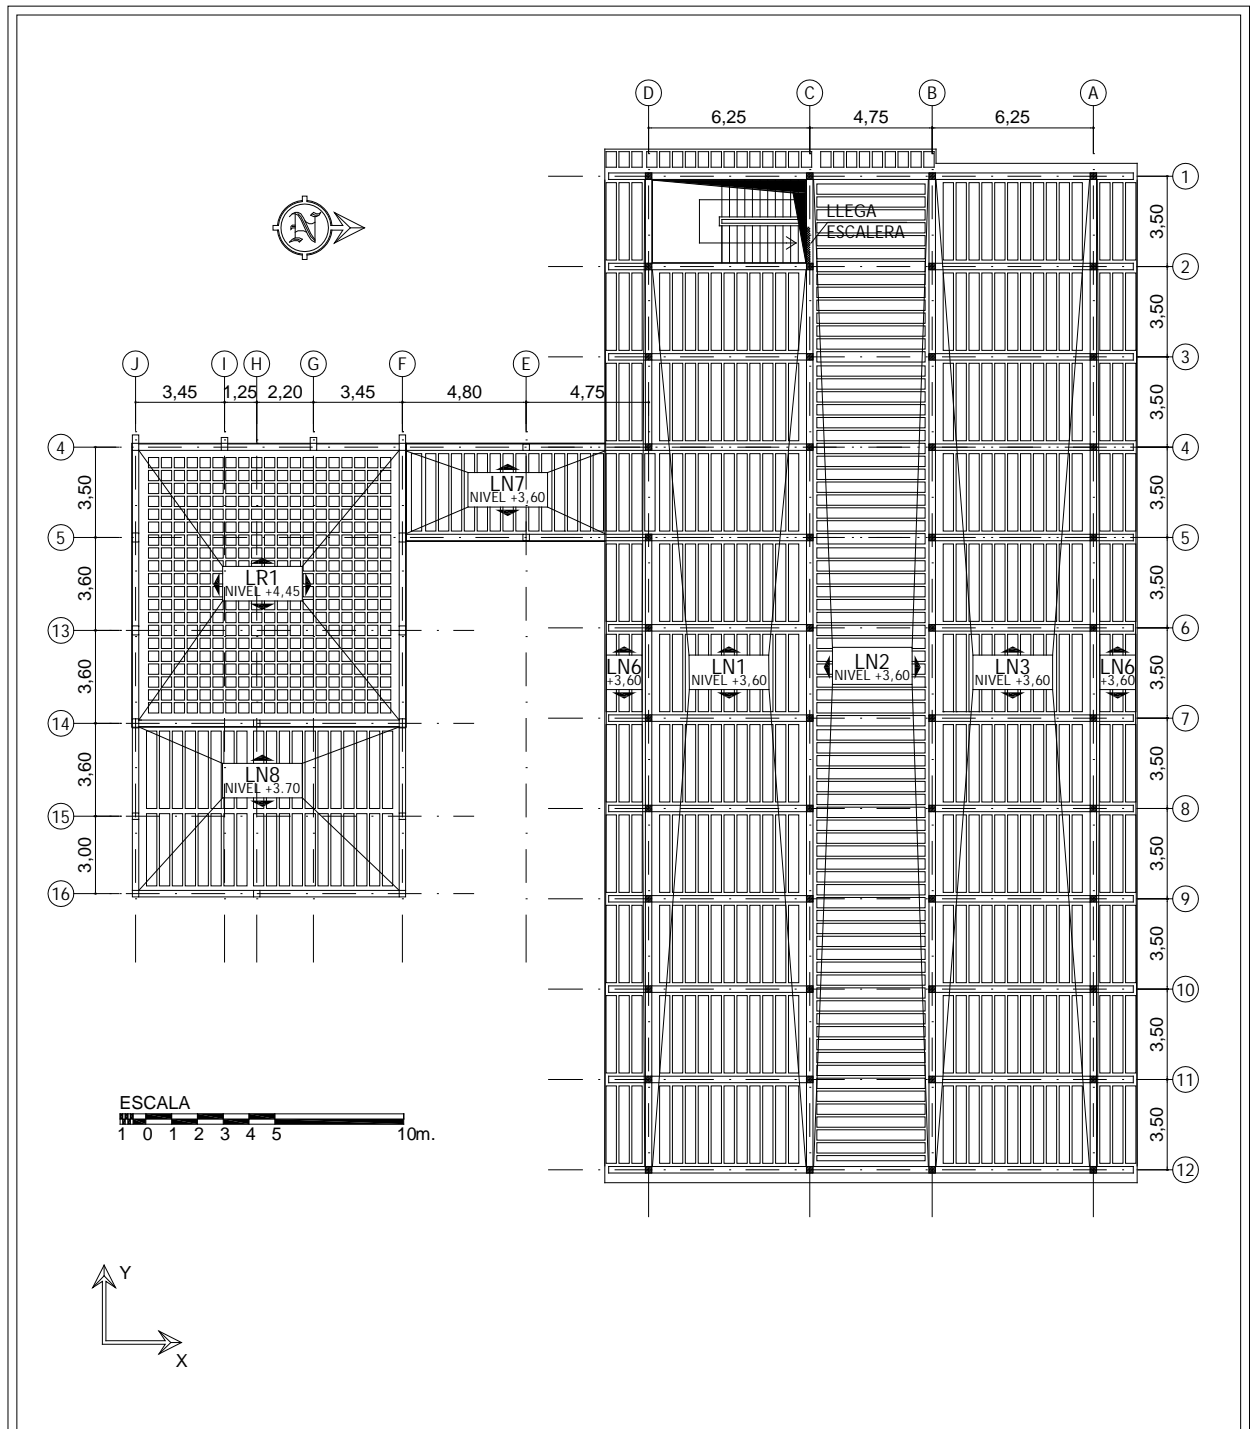 D
C
B
A
6,25
4,75
6,25
1
3,50
2
3,50
3
3,50
4
3,50
5
3,50
6
3,50
7
3,50
8
3,50
9
3,50
10
3,50
11
3,50
12
N
LLEGA
ESCALERA
J
I
H
G
F
E
3,45
1,25
2,20
3,45
4,80
4,75
4
3,50
5
3,60
13
3,60
14
3,60
15
3,00
16
LN7
NIVEL +3,60
LR1
NIVEL +4,45
LN8
NIVEL +3.70
LN6
+3,60
LN1
NIVEL +3,60
LN2
NIVEL +3,60
LN3
NIVEL +3,60
LN6
+3,60
ESCALA
1 0 1 2 3 4 5 10m.
Y
X